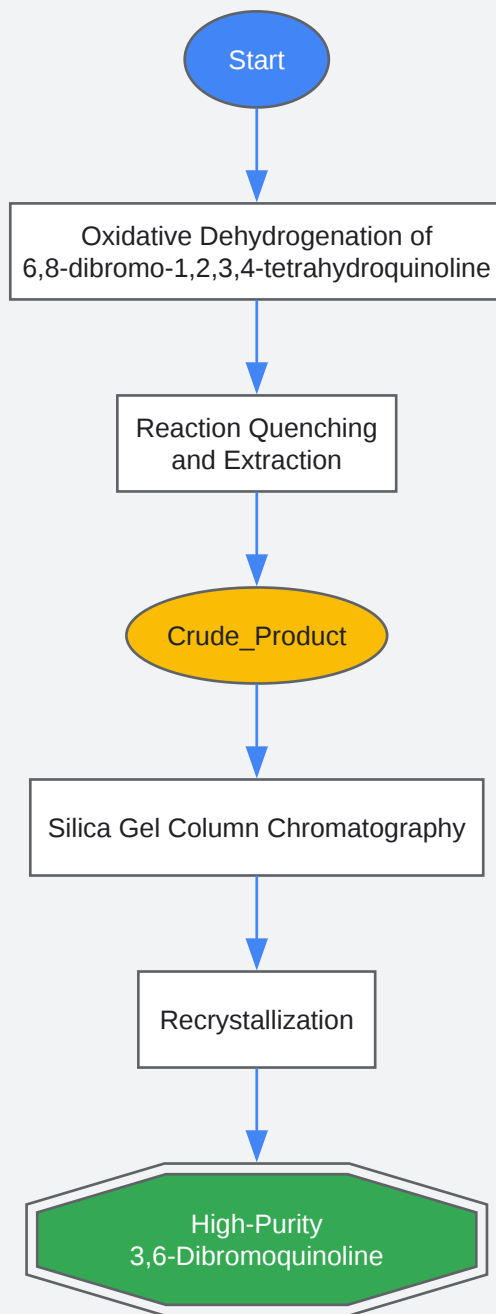 Start
Oxidative Dehydrogenation of
6,8-dibromo-1,2,3,4-tetrahydroquinoline
Reaction Quenching
and Extraction
Crude_Product
Silica Gel Column Chromatography
Recrystallization
High-Purity
3,6-Dibromoquinoline